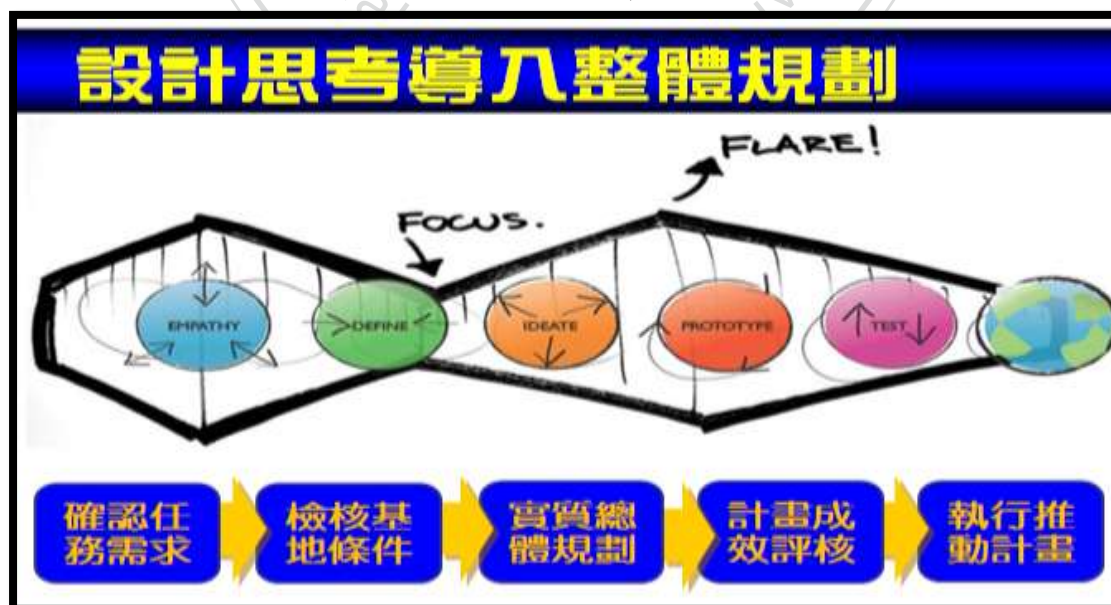 設計思考導入整體規劃
FLARE!
FOCUS.
EMPATHY
DEFINE
IDEATE
PROTOTYPE
TEST
確認任
務需求
檢核基
地條件
實質總
體規劃
計畫成
效評核
執行推
動計畫